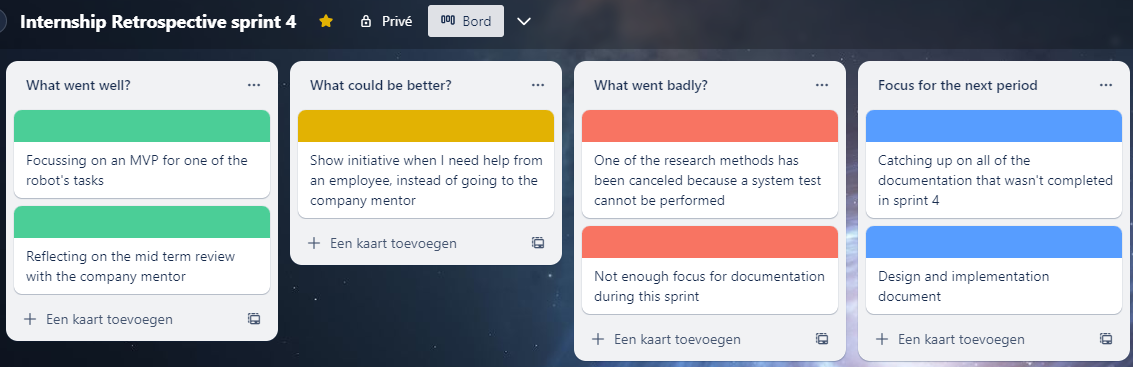 Internship Retrospective sprint 4
Privé
Bord
What went well?
Focussing on an MVP for one of the
robot's tasks
Reflecting on the mid term review
with the company mentor
Een kaart toevoegen
What could be better?
Show initiative when I need help from
an employee, instead of going to the
company mentor
Een kaart toevoegen
What went badly?
One of the research methods has
been canceled because a system test
cannot be performed
Not enough focus for documentation
during this sprint
Een kaart toevoegen
Focus for the next period
Catching up on all of the
documentation that wasn't completed
in sprint 4
Design and implementation
document
Een kaart toevoegen